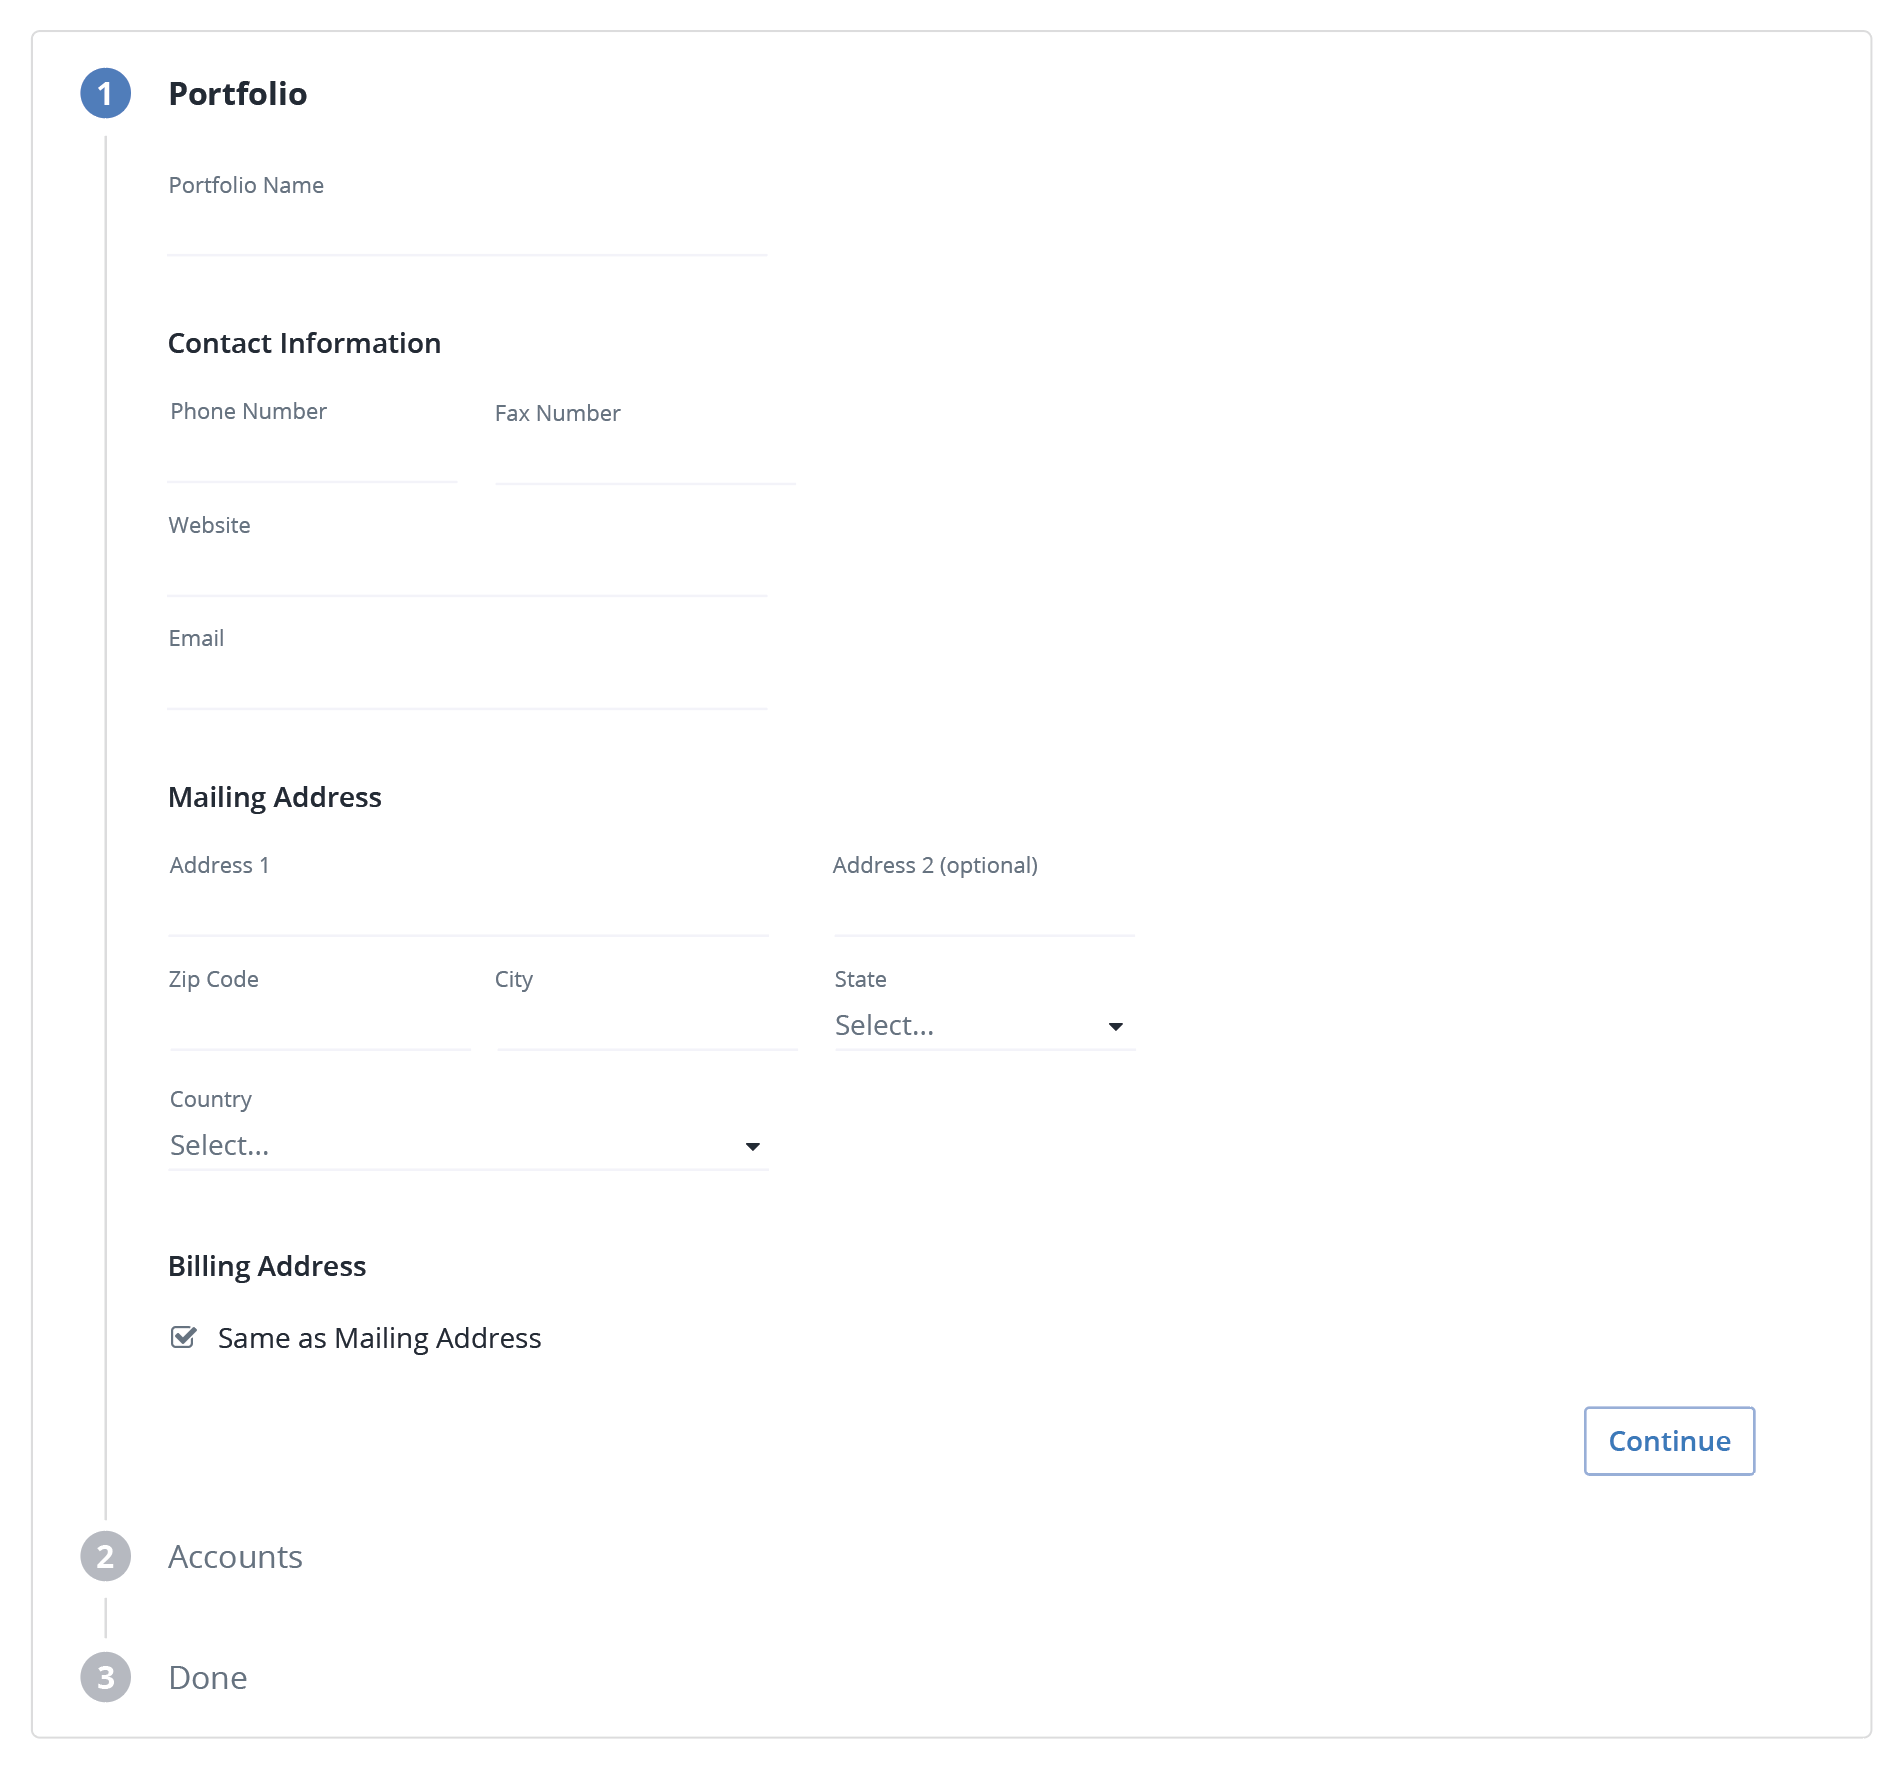 1 Portfolio
Portfolio Name
Contact Information
Phone Number Fax Number
Website
Email
Mailing Address
Address 1 Address 2 (optional)
Zip Code City State
Select...
Country
Select...
Billing Address
Same as Mailing Address
Continue
2 Accounts
3 Done